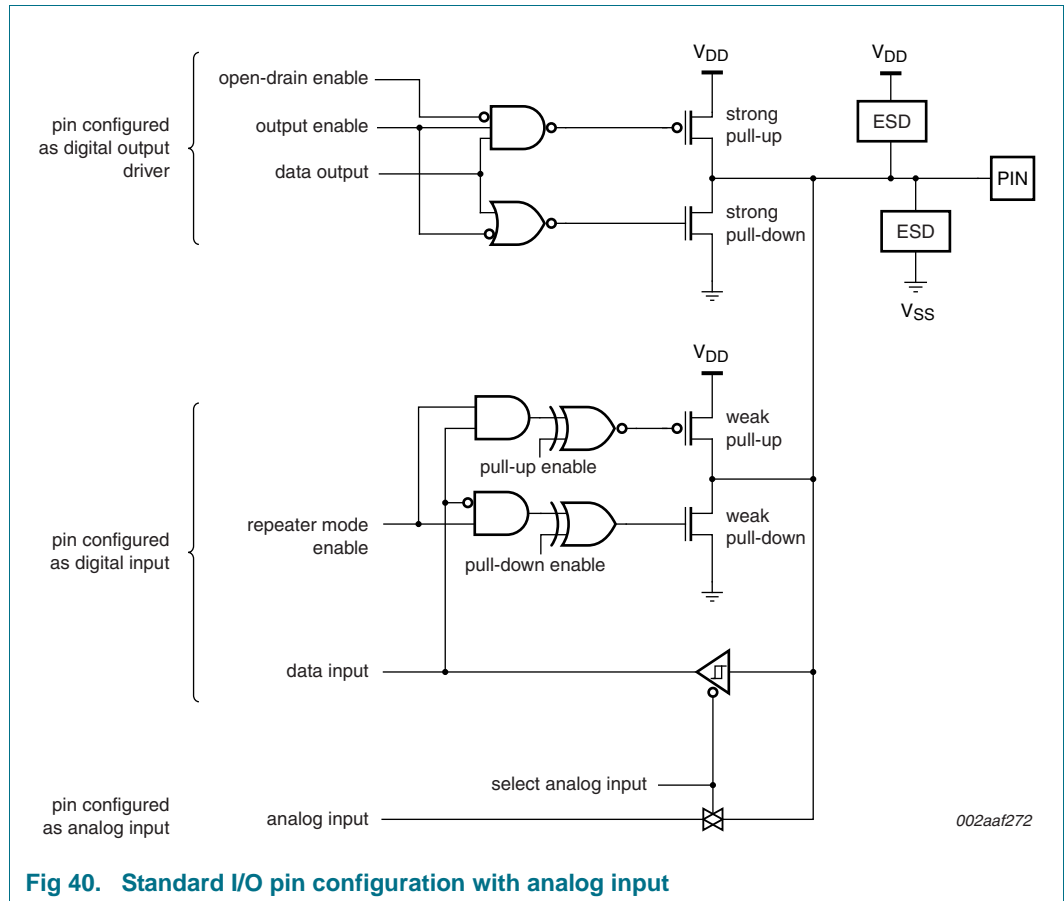 VDD
VDD
open-drain enable
strong
pull-up
ESD
pin configured
as digital output
driver
output enable
data output
PIN
strong
pull-down
ESD
VSS
VDD
weak
pull-up
pull-up enable
pin configured
as digital input
repeater mode
enable
weak
pull-down
pull-down enable
data input
select analog input
pin configured
as analog input
analog input
002aaf272
Fig 40. Standard I/O pin configuration with analog input